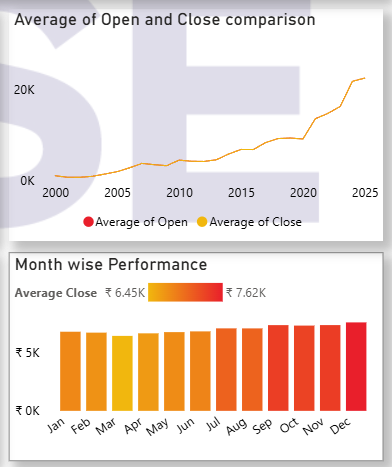 SE
Average of Open and Close comparison
20K
0K
2000 2005 2010 2015 2020 2025
Average of Open Average of Close
Month wise Performance
Average Close ₹ 6.45K ₹ 7.62K
₹ 5K
₹ 0K
Jan Feb Mar Apr May Jun Jul Aug Sep Oct Nov Dec